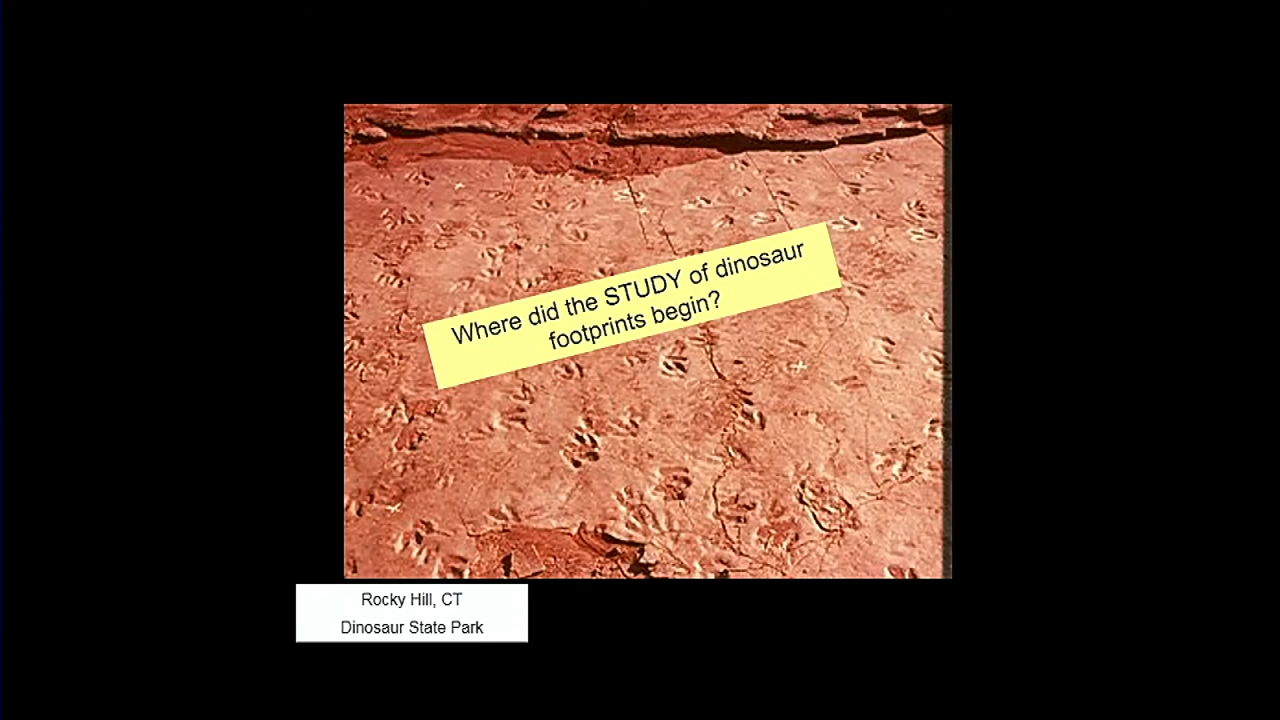 Where did the STUDY of dinosaur
footprints begin?
Rocky Hill, CT
Dinosaur State Park